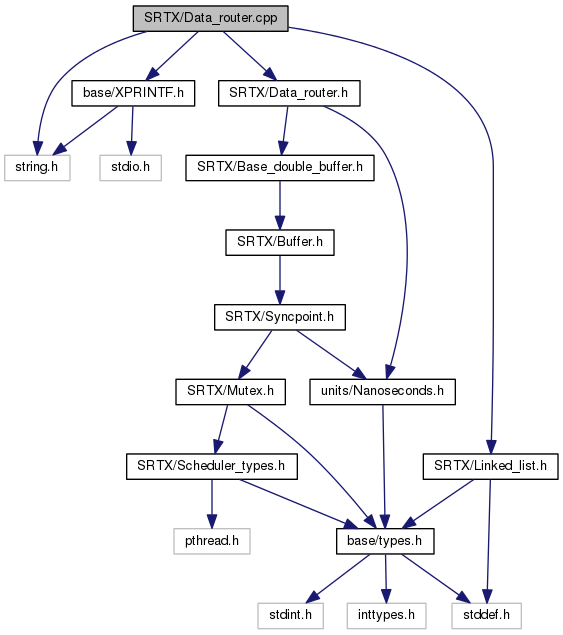 SRTX/Data_router.cpp
base/XPRINTF.h
SRTX/Data_router.h
string.h
stdio.h
SRTX/Base_double_buffer.h
SRTX/Buffer.h
SRTX/Syncpoint.h
SRTX/Mutex.h
units/Nanoseconds.h
SRTX/Scheduler_types.h
SRTX/Linked_list.h
pthread.h
base/types.h
stdint.h
inttypes.h
stddef.h